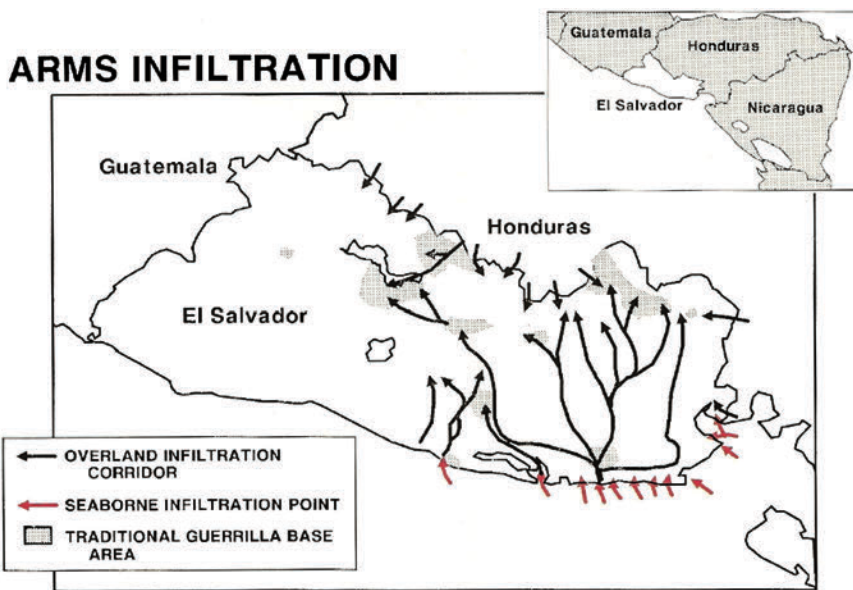 ARMS INFILTRATION
Guatemala
Honduras
El Salvador
Nicaragua
Guatemala
Honduras
El Salvador
OVERLAND INFILTRATION
CORRIDOR
SEABORNE INFILTRATION POINT
TRADITIONAL GUERRILLA BASE
AREA